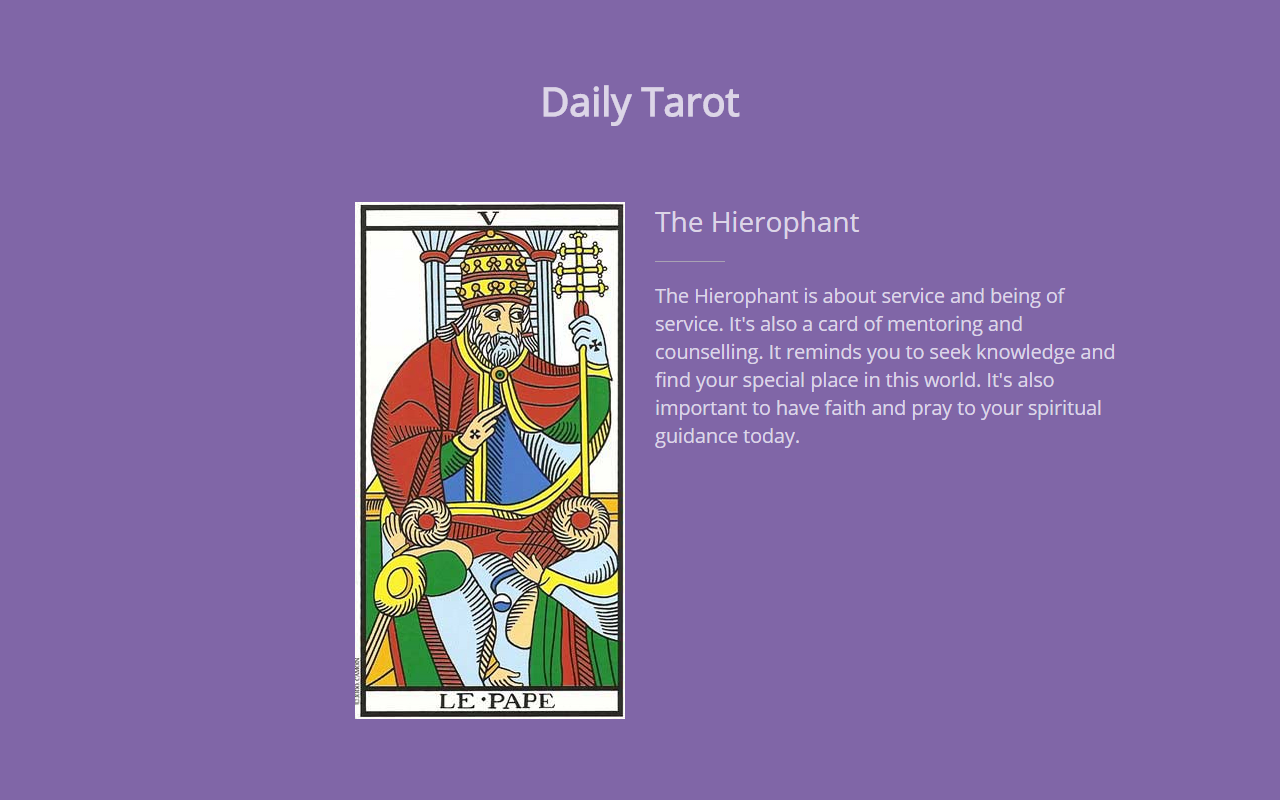 Daily Tarot
V
LE·PAPE
The Hierophant
The Hierophant is about service and being of
service. It's also a card of mentoring and
counselling. It reminds you to seek knowledge and
find your special place in this world. It's also
important to have faith and pray to your spiritual
guidance today.